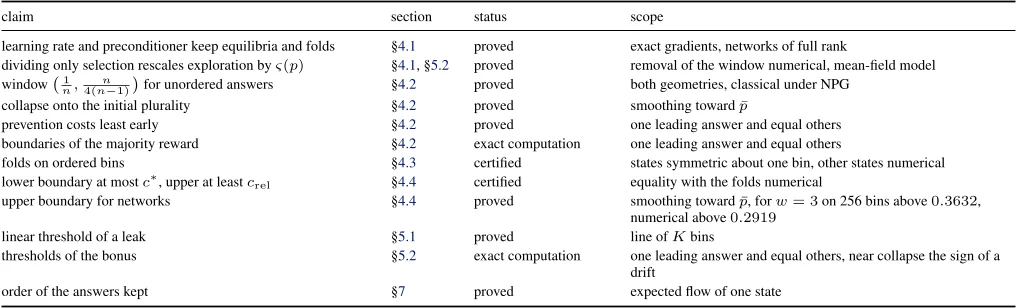 claim section status scope
learning rate and preconditioner keep equilibria and folds §4.1 proved exact gradients, networks of full rank
dividing only selection rescales exploration by ς(p) §4.1, §5.2 proved removal of the window numerical, mean-field model
window (1/n, n/4(n−1)) for unordered answers §4.2 proved both geometries, classical under NPG
collapse onto the initial plurality §4.2 proved smoothing toward p̄
prevention costs least early §4.2 proved one leading answer and equal others
boundaries of the majority reward §4.2 exact computation one leading answer and equal others
folds on ordered bins §4.3 certified states symmetric about one bin, other states numerical
lower boundary at most c*, upper at least c_rel §4.4 certified equality with the folds numerical
upper boundary for networks §4.4 proved smoothing toward p̄, for w = 3 on 256 bins above 0.3632,
numerical above 0.2919
linear threshold of a leak §5.1 proved line of K bins
thresholds of the bonus §5.2 exact computation one leading answer and equal others, near collapse the sign of a
drift
order of the answers kept §7 proved expected flow of one state